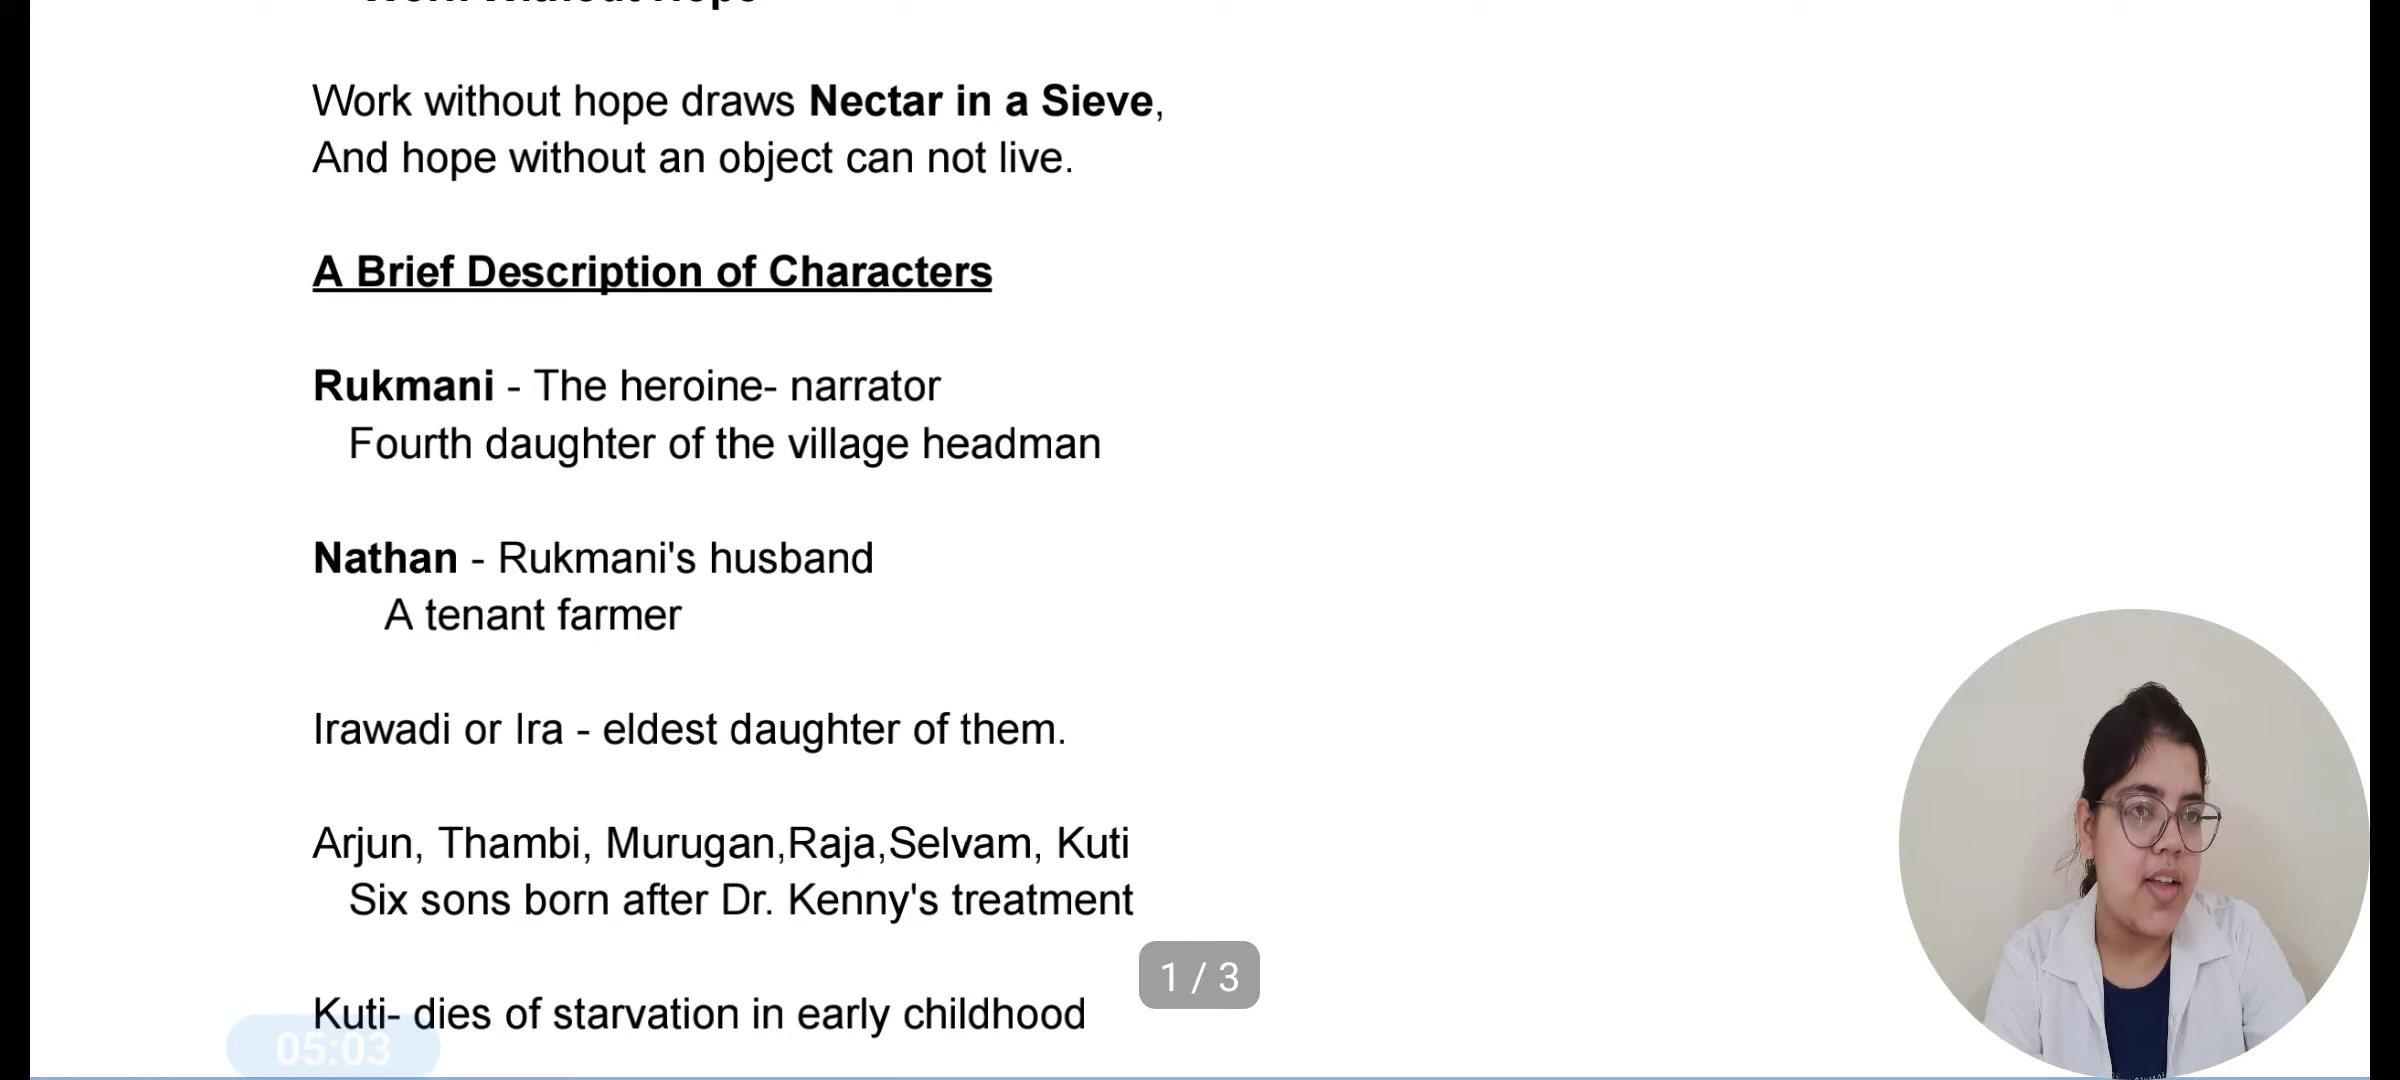 Work Without Hope
Work without hope draws Nectar in a Sieve,
And hope without an object can not live.
A Brief Description of Characters
Rukmani - The heroine- narrator
Fourth daughter of the village headman
Nathan - Rukmani's husband
A tenant farmer
Irawadi or Ira - eldest daughter of them.
Arjun, Thambi, Murugan,Raja,Selvam, Kuti
Six sons born after Dr. Kenny's treatment
1 / 3
Kuti- dies of starvation in early childhood
05:03